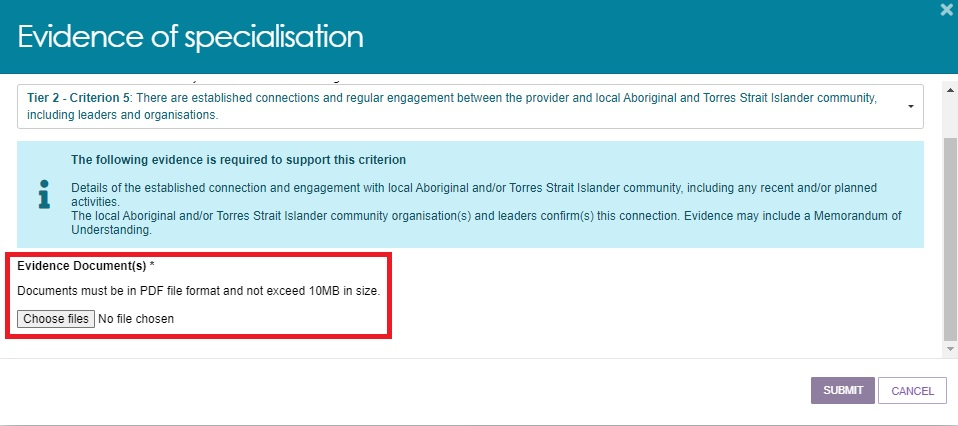 Evidence of specialisation
Tier 2 - Criterion 5: There are established connections and regular engagement between the provider and local Aboriginal and Torres Strait Islander community,
including leaders and organisations.
The following evidence is required to support this criterion
Details of the established connection and engagement with local Aboriginal and/or Torres Strait Islander community, including any recent and/or planned
activities.
The local Aboriginal and/or Torres Strait Islander community organisation(s) and leaders confirm(s) this connection. Evidence may include a Memorandum of
Understanding.
Evidence Document(s) *
Documents must be in PDF file format and not exceed 10MB in size.
Choose files No file chosen
SUBMIT CANCEL